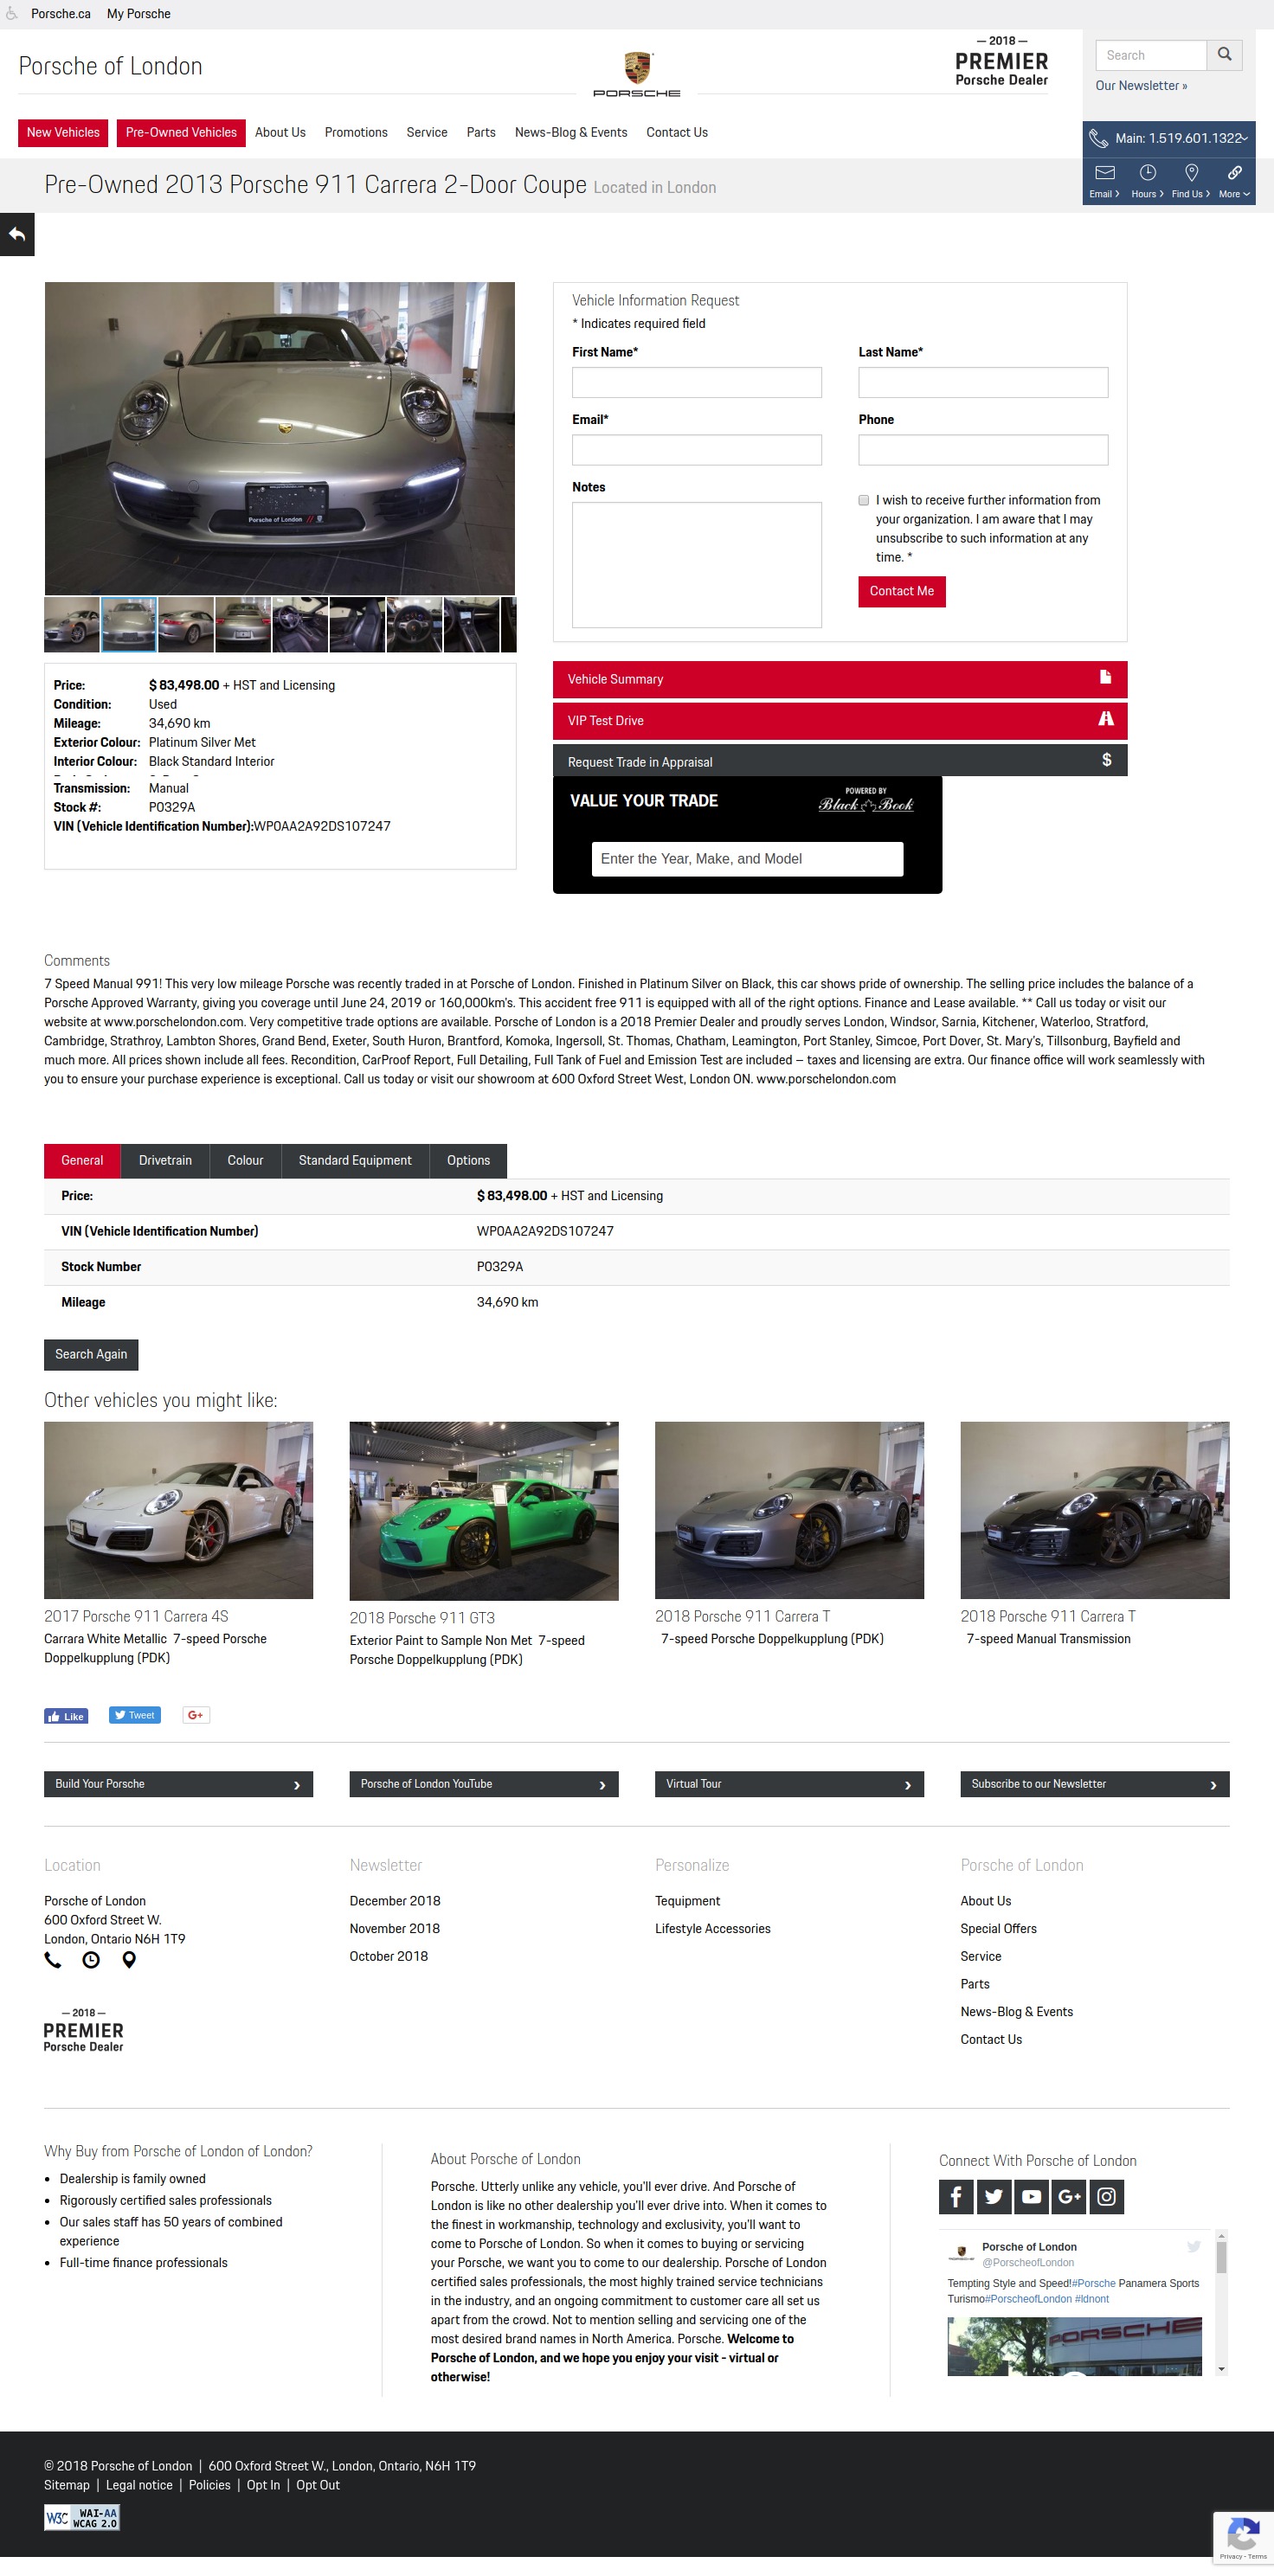 Porsche.ca My Porsche
Porsche of London
PORSCHE
— 2018 —
PREMIER
Porsche Dealer
Search
Our Newsletter »
New Vehicles Pre-Owned Vehicles About Us Promotions Service Parts News-Blog & Events Contact Us
Main: 1.519.601.1322
Email Hours Find Us More
Pre-Owned 2013 Porsche 911 Carrera 2-Door Coupe Located in London
Porsche of London
Vehicle Information Request
* Indicates required field
First Name* Last Name*
Email* Phone
Notes
I wish to receive further information from
your organization. I am aware that I may
unsubscribe to such information at any
time. *
Contact Me
Price: $ 83,498.00 + HST and Licensing
Condition: Used
Mileage: 34,690 km
Exterior Colour: Platinum Silver Met
Interior Colour: Black Standard Interior
Transmission: Manual
Stock #: P0329A
VIN (Vehicle Identification Number):WP0AA2A92DS107247
Vehicle Summary
VIP Test Drive
Request Trade in Appraisal $
VALUE YOUR TRADE
POWERED BY
Black Book
Enter the Year, Make, and Model
Comments
7 Speed Manual 991! This very low mileage Porsche was recently traded in at Porsche of London. Finished in Platinum Silver on Black, this car shows pride of ownership. The selling price includes the balance of a
Porsche Approved Warranty, giving you coverage until June 24, 2019 or 160,000km's. This accident free 911 is equipped with all of the right options. Finance and Lease available. ** Call us today or visit our
website at www.porschelondon.com. Very competitive trade options are available. Porsche of London is a 2018 Premier Dealer and proudly serves London, Windsor, Sarnia, Kitchener, Waterloo, Stratford,
Cambridge, Strathroy, Lambton Shores, Grand Bend, Exeter, South Huron, Brantford, Komoka, Ingersoll, St. Thomas, Chatham, Leamington, Port Stanley, Simcoe, Port Dover, St. Mary's, Tillsonburg, Bayfield and
much more. All prices shown include all fees. Recondition, CarProof Report, Full Detailing, Full Tank of Fuel and Emission Test are included – taxes and licensing are extra. Our finance office will work seamlessly with
you to ensure your purchase experience is exceptional. Call us today or visit our showroom at 600 Oxford Street West, London ON. www.porschelondon.com
General Drivetrain Colour Standard Equipment Options
Price: $ 83,498.00 + HST and Licensing
VIN (Vehicle Identification Number) WP0AA2A92DS107247
Stock Number P0329A
Mileage 34,690 km
Search Again
Other vehicles you might like:
2017 Porsche 911 Carrera 4S
Carrara White Metallic 7-speed Porsche
Doppelkupplung (PDK)
2018 Porsche 911 GT3
Exterior Paint to Sample Non Met 7-speed
Porsche Doppelkupplung (PDK)
2018 Porsche 911 Carrera T
7-speed Porsche Doppelkupplung (PDK)
2018 Porsche 911 Carrera T
7-speed Manual Transmission
Like Tweet G+
Build Your Porsche Porsche of London YouTube Virtual Tour Subscribe to our Newsletter
Location
Porsche of London
600 Oxford Street W.
London, Ontario N6H 1T9
— 2018 —
PREMIER
Porsche Dealer
Newsletter
December 2018
November 2018
October 2018
Personalize
Tequipment
Lifestyle Accessories
Porsche of London
About Us
Special Offers
Service
Parts
News-Blog & Events
Contact Us
Why Buy from Porsche of London of London?
Dealership is family owned
Rigorously certified sales professionals
Our sales staff has 50 years of combined
experience
Full-time finance professionals
About Porsche of London
Porsche. Utterly unlike any vehicle, you'll ever drive. And Porsche of
London is like no other dealership you'll ever drive into. When it comes to
the finest in workmanship, technology and exclusivity, you'll want to
come to Porsche of London. So when it comes to buying or servicing
your Porsche, we want you to come to our dealership. Porsche of London
certified sales professionals, the most highly trained service technicians
in the industry, and an ongoing commitment to customer care all set us
apart from the crowd. Not to mention selling and servicing one of the
most desired brand names in North America. Porsche. Welcome to
Porsche of London, and we hope you enjoy your visit - virtual or
otherwise!
Connect With Porsche of London
G+
Porsche of London
@PorscheofLondon
Tempting Style and Speed!#Porsche Panamera Sports
Turismo#PorscheofLondon #ldnont
PORSCHE
© 2018 Porsche of London | 600 Oxford Street W., London, Ontario, N6H 1T9
Sitemap | Legal notice | Policies | Opt In | Opt Out
W3C WAI-AA
WCAG 2.0
Privacy - Terms